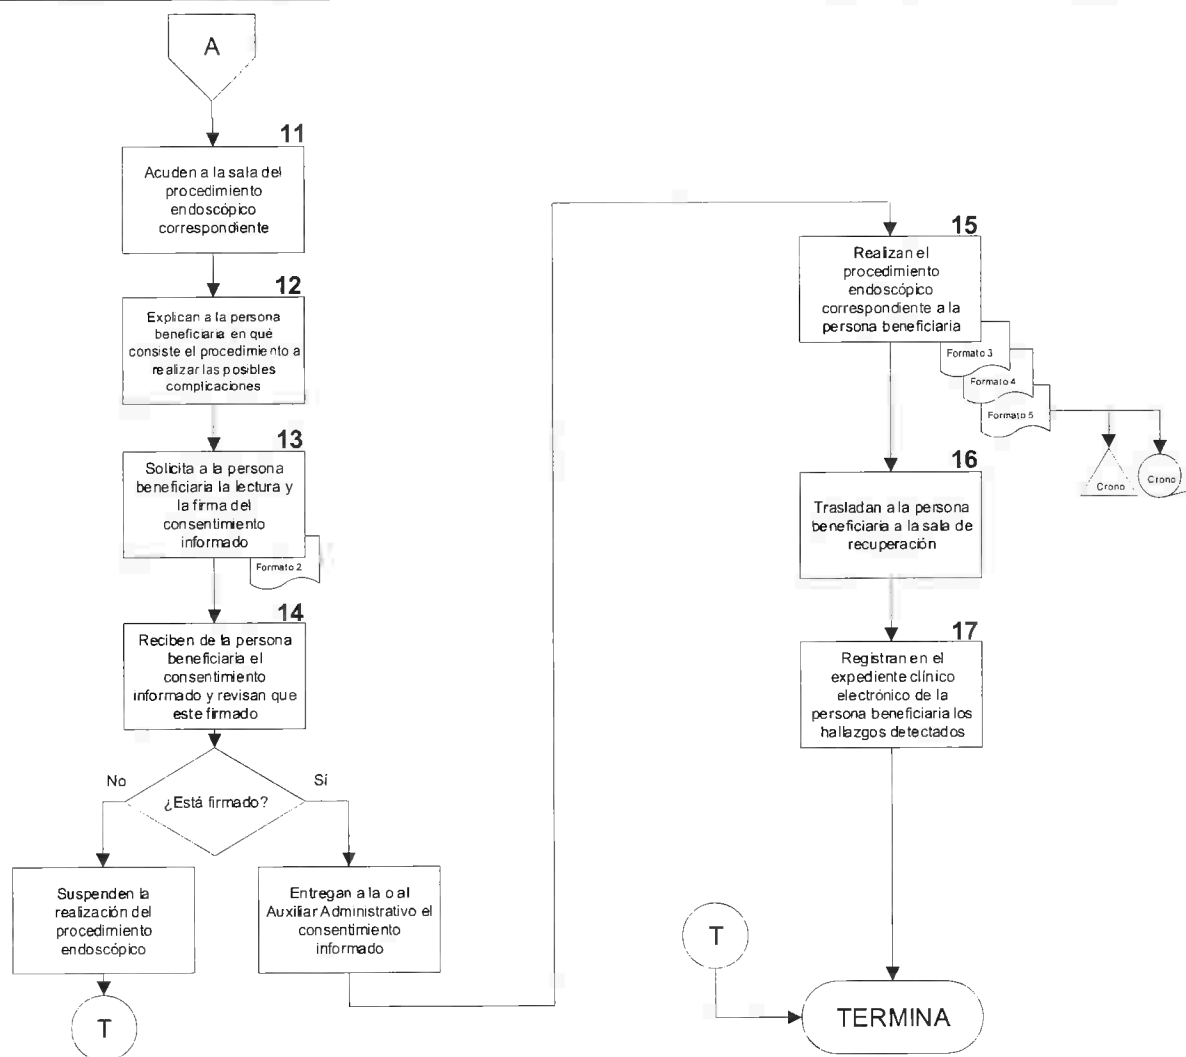 A
11
Acuden a la sala del
procedimiento
endoscópico
correspondiente
12
Explican a la persona
beneficiaria en qué
consiste el procedimiento a
realizar las posibles
complicaciones
13
Solicita a la persona
beneficiaria la lectura y
la firma del
consentimiento
informado
Formato 2
14
Reciben de la persona
beneficiaria el
consentimiento
informado y revisan que
este firmado
¿Está firmado?
No
Sí
Suspenden la
realización del
procedimiento
endoscópico
T
Entregan a la o al
Auxiliar Administrativo el
consentimiento
informado
15
Realizan el
procedimiento
endoscópico
correspondiente a la
persona beneficiaria
Formato 3
Formato 4
Formato 5
Crono
Crono
16
Trasladan a la persona
beneficiaria a la sala de
recuperación
17
Registran en el
expediente clínico
electrónico de la
persona beneficiaria los
hallazgos detectados
T
TERMINA